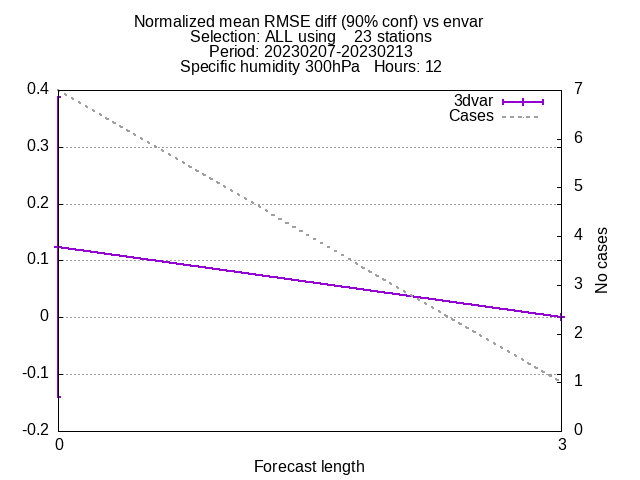 Normalized mean RMSE diff (90% conf) vs envar
Selection: ALL using    23 stations
Period: 20230207-20230213
Specific humidity 300hPa   Hours: 12
3dvar
Cases
0.4
0.3
0.2
0.1
0
-0.1
-0.2
7
6
5
4
3
2
1
0
No cases
0
3
Forecast length